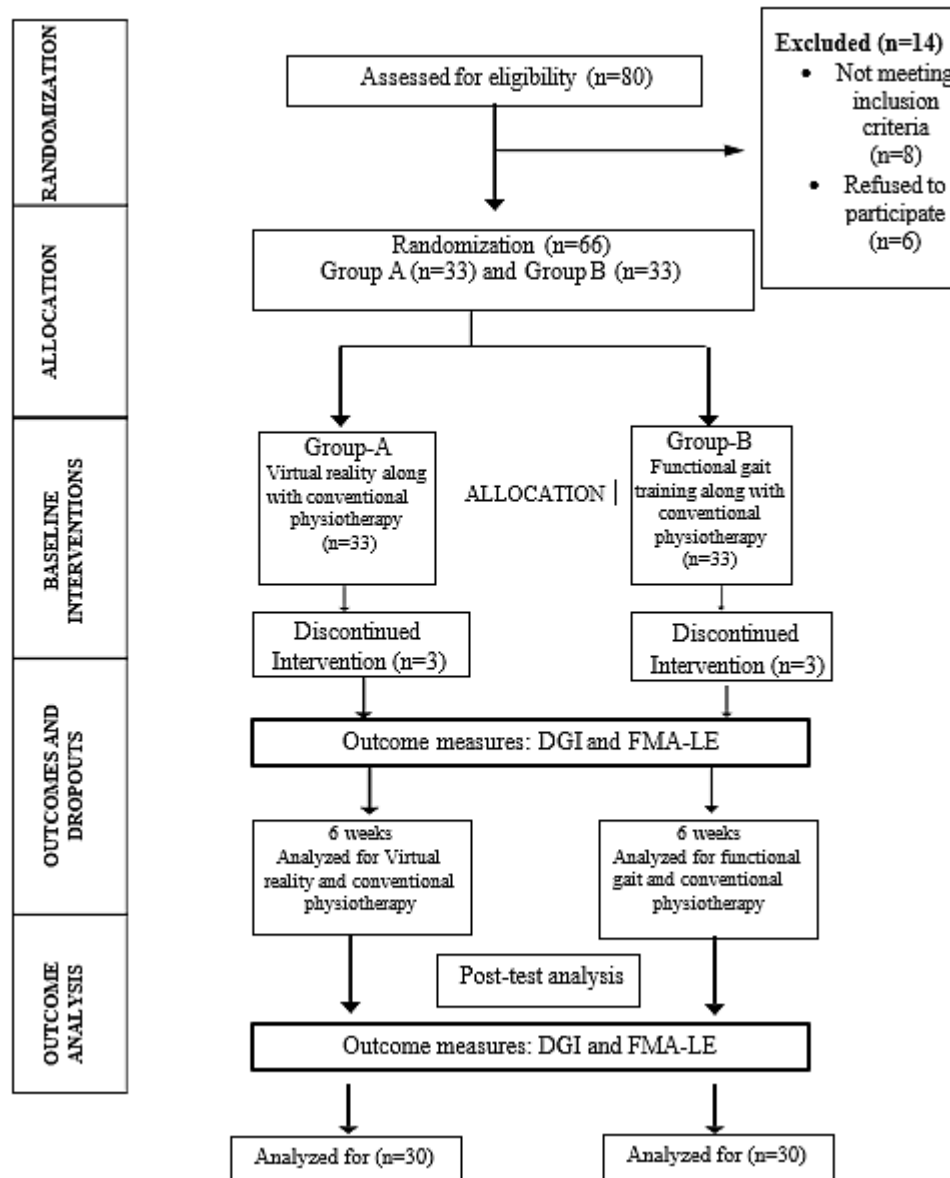 RANDOMIZATION
ALLOCATION
BASELINE
INTERVENTIONS
OUTCOMES AND
DROPOUTS
OUTCOME
ANALYSIS
Assessed for eligibility (n=80)
Excluded (n=14)
• Not meeting
inclusion
criteria
(n=8)
• Refused to
participate
(n=6)
Randomization (n=66)
Group A (n=33) and Group B (n=33)
Group-A
Virtual reality along
with conventional
physiotherapy
(n=33)
ALLOCATION
Group-B
Functional gait
training along with
conventional
physiotherapy
(n=33)
Discontinued
Intervention (n=3)
Discontinued
Intervention (n=3)
Outcome measures: DGI and FMA-LE
6 weeks
Analyzed for Virtual
reality and conventional
physiotherapy
6 weeks
Analyzed for functional
gait and conventional
physiotherapy
Post-test analysis
Outcome measures: DGI and FMA-LE
Analyzed for (n=30)
Analyzed for (n=30)